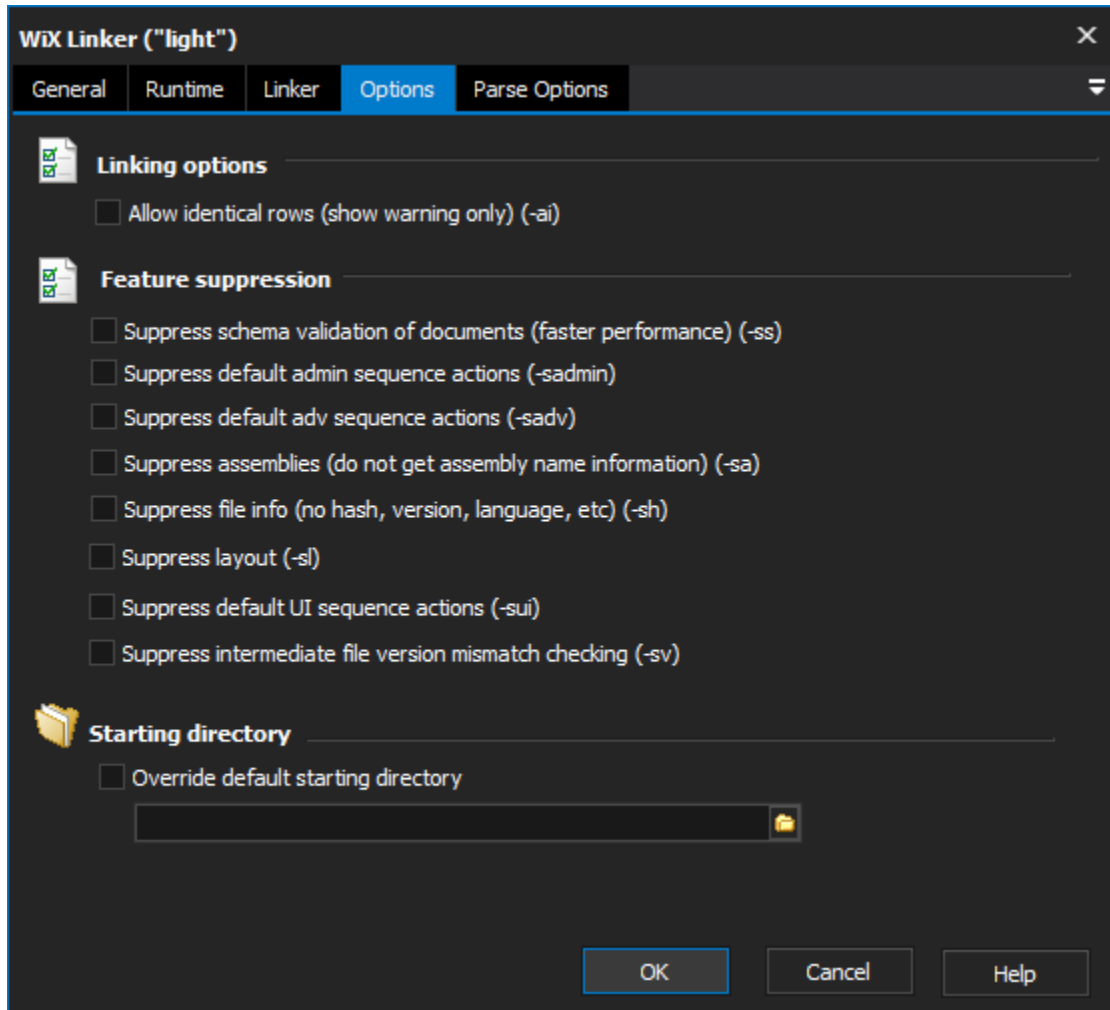 WiX Linker ("light")
General Runtime Linker Options Parse Options
Linking options
Allow identical rows (show warning only) (-ai)
Feature suppression
Suppress schema validation of documents (faster performance) (-ss)
Suppress default admin sequence actions (-sadmin)
Suppress default adv sequence actions (-sadv)
Suppress assemblies (do not get assembly name information) (-sa)
Suppress file info (no hash, version, language, etc) (-sh)
Suppress layout (-sl)
Suppress default UI sequence actions (-sui)
Suppress intermediate file version mismatch checking (-sv)
Starting directory
Override default starting directory
OK Cancel Help